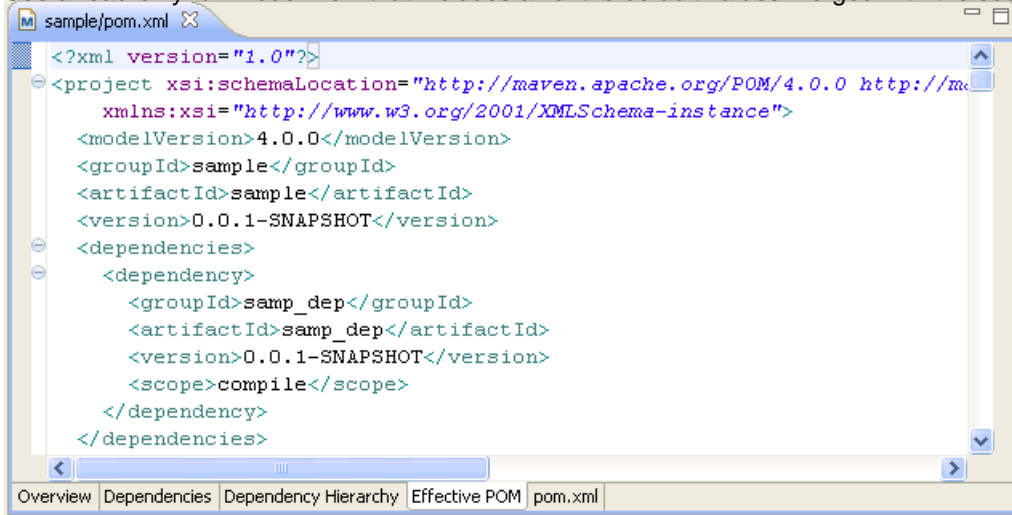 sample/pom.xml
<?xml version="1.0"?>
<project xsi:schemaLocation="http://maven.apache.org/POM/4.0.0 http://m
xmlns:xsi="http://www.w3.org/2001/XMLSchema-instance">
<modelVersion>4.0.0</modelVersion>
<groupId>sample</groupId>
<artifactId>sample</artifactId>
<version>0.0.1-SNAPSHOT</version>
<dependencies>
<dependency>
<groupId>samp_dep</groupId>
<artifactId>samp_dep</artifactId>
<version>0.0.1-SNAPSHOT</version>
<scope>compile</scope>
</dependency>
</dependencies>
Overview Dependencies Dependency Hierarchy Effective POM pom.xml